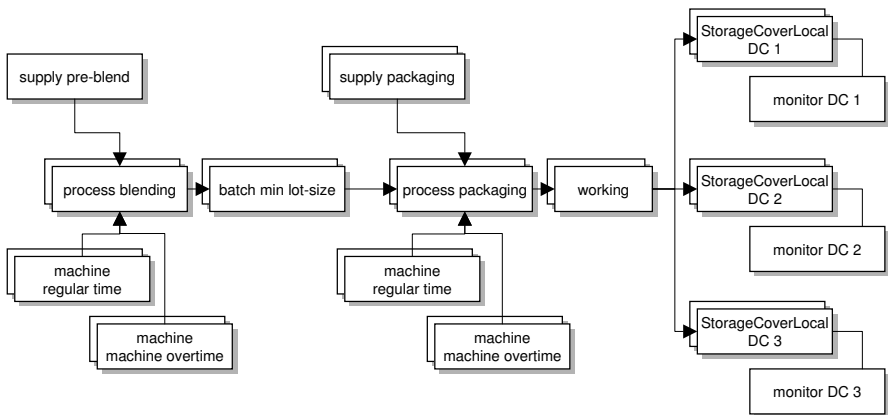 supply pre-blend
supply packaging
StorageCoverLocal
DC 1
monitor DC 1
process blending
batch min lot-size
process packaging
working
StorageCoverLocal
DC 2
monitor DC 2
machine
regular time
machine
machine overtime
machine
regular time
machine
machine overtime
StorageCoverLocal
DC 3
monitor DC 3